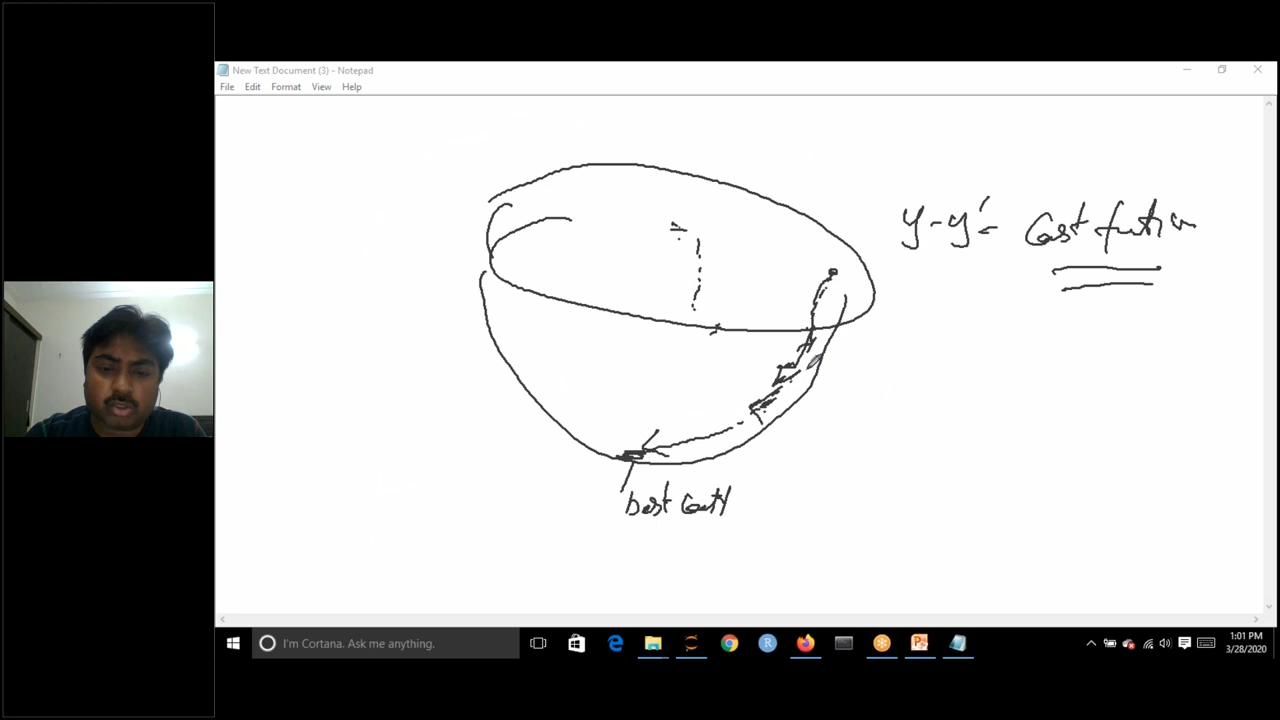 New Text Document (3) - Notepad
File Edit Format View Help
y - y' = Cost function
best cost
I'm Cortana. Ask me anything.
1:01 PM
3/28/2020